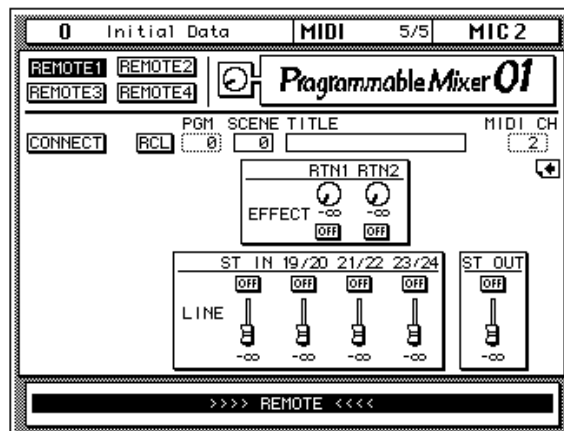 0 Initial Data MIDI 5/5 MIC 2
REMOTE1 REMOTE2
REMOTE3 REMOTE4
Programmable Mixer 01
PGM SCENE TITLE MIDI CH
CONNECT RCL 0 0 2
RTN1 RTN2
EFFECT -∞ -∞
OFF OFF
ST IN 19/20 21/22 23/24 ST OUT
OFF OFF OFF OFF OFF
LINE
-∞ -∞ -∞ -∞ -∞
>>>> REMOTE <<<<